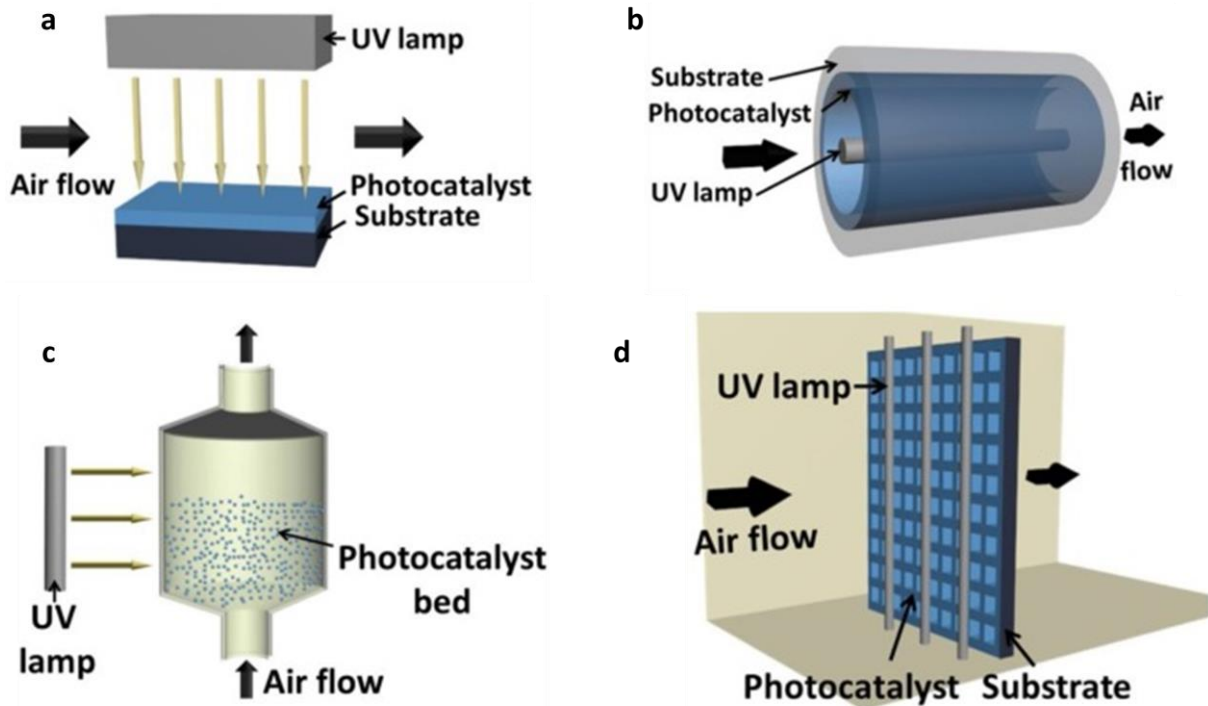 a
UV lamp
Air flow
Photocatalyst
Substrate
b
Substrate
Photocatalyst
UV lamp
Air
flow
c
UV
lamp
Photocatalyst
bed
Air flow
d
UV lamp
Air flow
Photocatalyst
Substrate